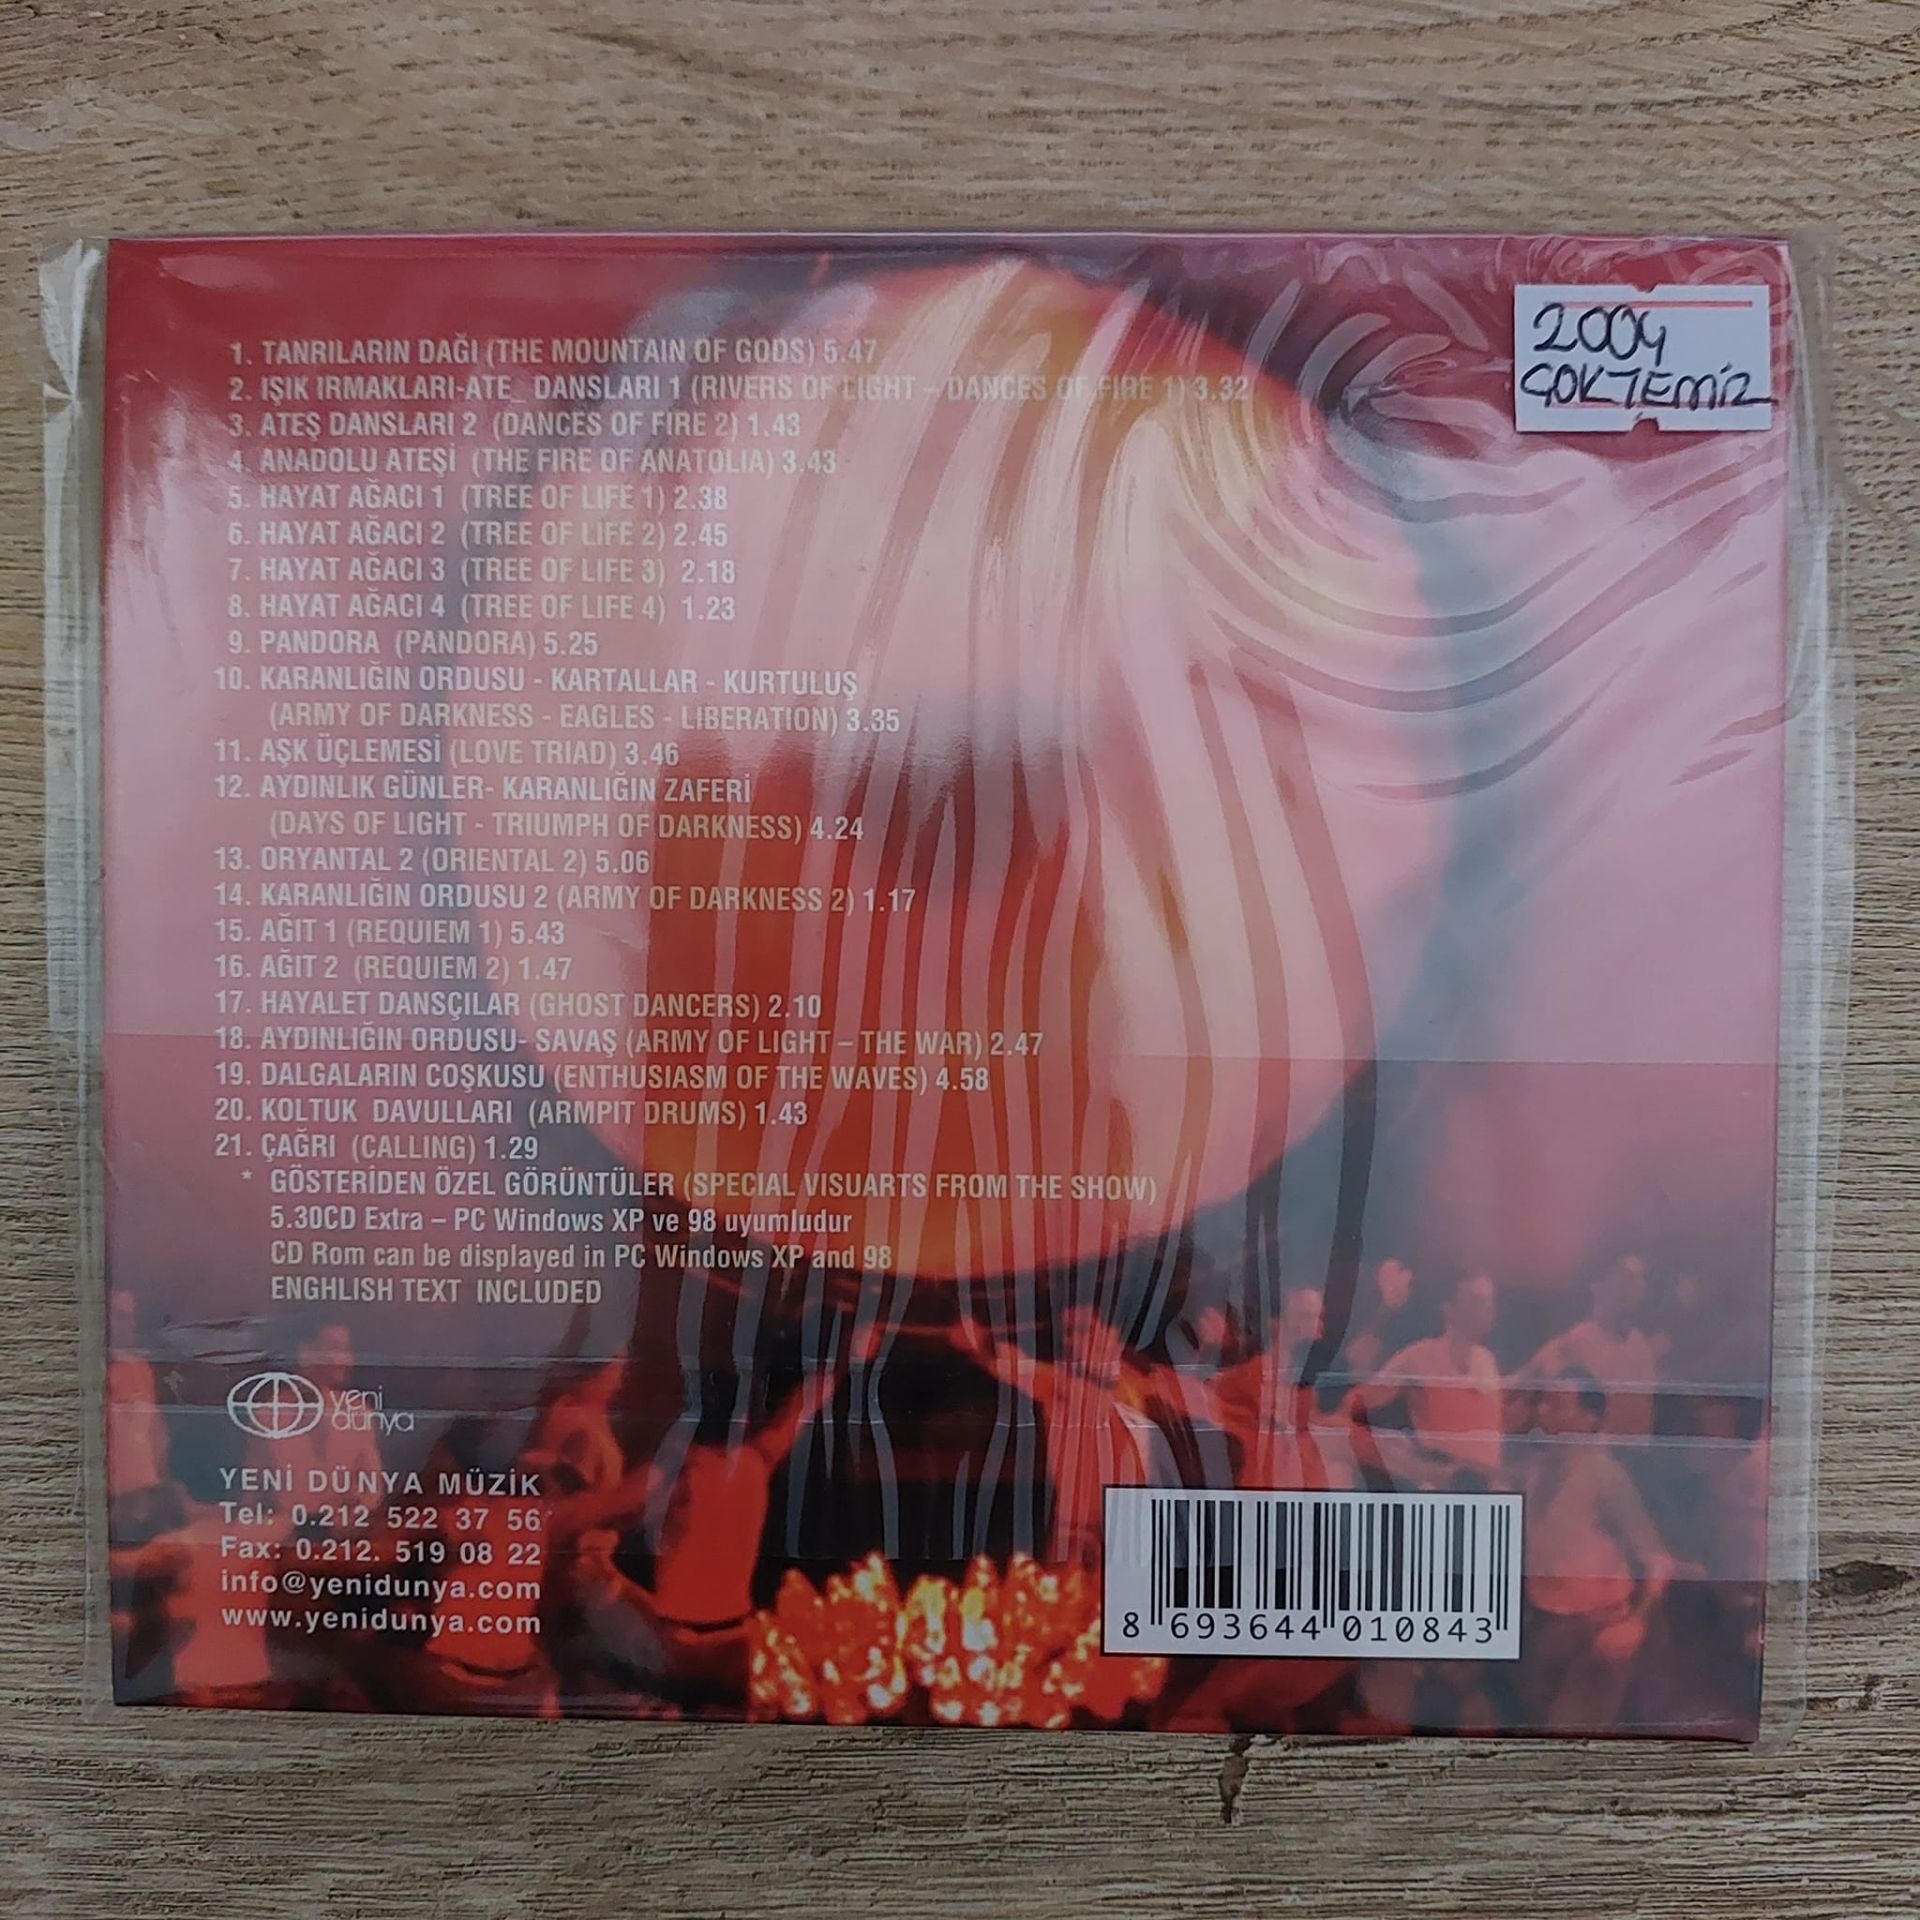 2004
ÇOK TEMİZ
1. TANRILARIN DAĞI (THE MOUNTAIN OF GODS) 5.47
2. IŞIK IRMAKLARI-ATE_ DANSLARI 1 (RIVERS OF LIGHT – DANCES OF FIRE 1) 3.32
3. ATEŞ DANSLARI 2 (DANCES OF FIRE 2) 1.43
4. ANADOLU ATEŞİ (THE FIRE OF ANATOLIA) 3.43
5. HAYAT AĞACI 1 (TREE OF LIFE 1) 2.38
6. HAYAT AĞACI 2 (TREE OF LIFE 2) 2.45
7. HAYAT AĞACI 3 (TREE OF LIFE 3) 2.18
8. HAYAT AĞACI 4 (TREE OF LIFE 4) 1.23
9. PANDORA (PANDORA) 5.25
10. KARANLIĞIN ORDUSU - KARTALLAR - KURTULUŞ
(ARMY OF DARKNESS - EAGLES - LIBERATION) 3.35
11. AŞK ÜÇLEMESİ (LOVE TRIAD) 3.46
12. AYDINLIK GÜNLER- KARANLIĞIN ZAFERİ
(DAYS OF LIGHT - TRIUMPH OF DARKNESS) 4.24
13. ORYANTAL 2 (ORIENTAL 2) 5.06
14. KARANLIĞIN ORDUSU 2 (ARMY OF DARKNESS 2) 1.17
15. AĞIT 1 (REQUIEM 1) 5.43
16. AĞIT 2 (REQUIEM 2) 1.47
17. HAYALET DANSÇILAR (GHOST DANCERS) 2.10
18. AYDINLIĞIN ORDUSU- SAVAŞ (ARMY OF LIGHT – THE WAR) 2.47
19. DALGALARIN COŞKUSU (ENTHUSIASM OF THE WAVES) 4.58
20. KOLTUK DAVULLARI (ARMPIT DRUMS) 1.43
21. ÇAĞRI (CALLING) 1.29
* GÖSTERİDEN ÖZEL GÖRÜNTÜLER (SPECIAL VISUARTS FROM THE SHOW)
5.30CD Extra – PC Windows XP ve 98 uyumludur
CD Rom can be displayed in PC Windows XP and 98
ENGHLISH TEXT INCLUDED
yeni
dünya
YENİ DÜNYA MÜZİK
Tel: 0.212 522 37 56
Fax: 0.212. 519 08 22
info@yenidunya.com
www.yenidunya.com
8 693644 010843